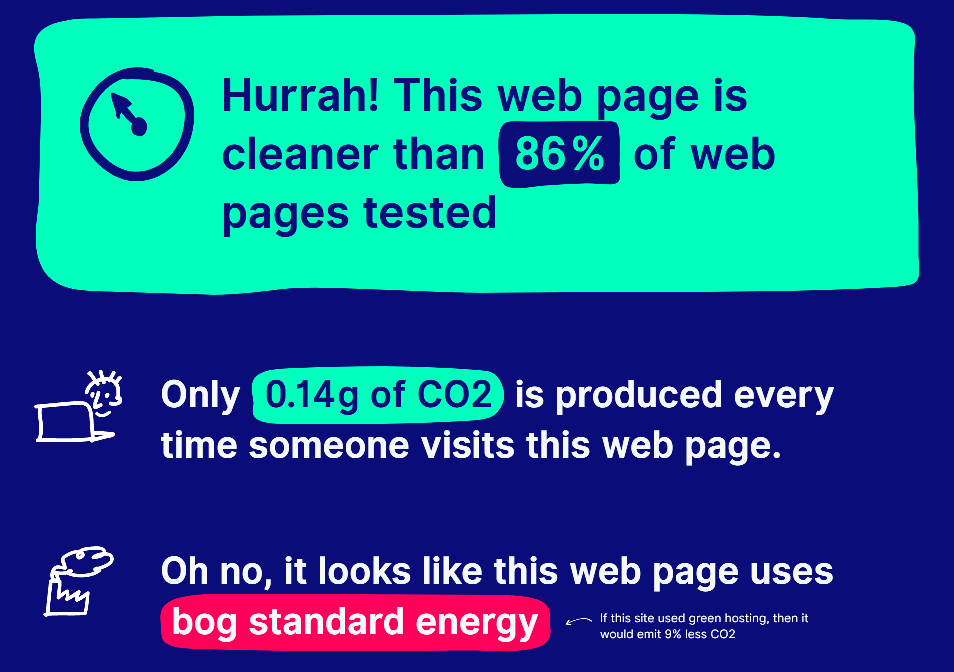 Hurrah! This web page is
cleaner than 86% of web
pages tested
Only 0.14g of CO2 is produced every
time someone visits this web page.
Oh no, it looks like this web page uses
bog standard energy
If this site used green hosting, then it
would emit 9% less CO2